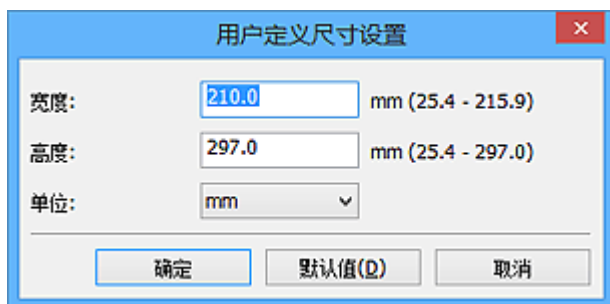 用户定义尺寸设置
宽度: 210.0 mm (25.4 - 215.9)
高度: 297.0 mm (25.4 - 297.0)
单位: mm
确定 默认值(D) 取消